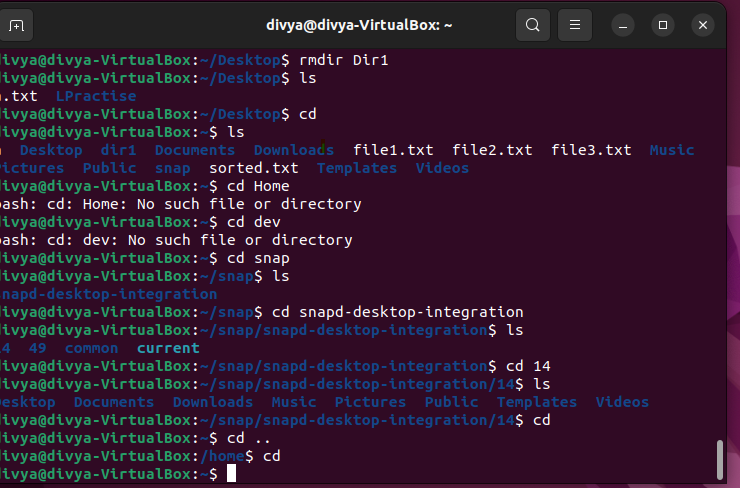 divya@divya-VirtualBox: ~
divya@divya-VirtualBox:~/Desktop$ rmdir Dir1
divya@divya-VirtualBox:~/Desktop$ ls
.txt LPractise
divya@divya-VirtualBox:~/Desktop$ cd
divya@divya-VirtualBox:~$ ls
Desktop dir1 Documents Downloads file1.txt file2.txt file3.txt Music
Pictures Public snap sorted.txt Templates Videos
divya@divya-VirtualBox:~$ cd Home
bash: cd: Home: No such file or directory
divya@divya-VirtualBox:~$ cd dev
bash: cd: dev: No such file or directory
divya@divya-VirtualBox:~$ cd snap
divya@divya-VirtualBox:~/snap$ ls
snapd-desktop-integration
divya@divya-VirtualBox:~/snap$ cd snapd-desktop-integration
divya@divya-VirtualBox:~/snap/snapd-desktop-integration$ ls
14 49 common current
divya@divya-VirtualBox:~/snap/snapd-desktop-integration$ cd 14
divya@divya-VirtualBox:~/snap/snapd-desktop-integration/14$ ls
Desktop Documents Downloads Music Pictures Public Templates Videos
divya@divya-VirtualBox:~/snap/snapd-desktop-integration/14$ cd
divya@divya-VirtualBox:~$ cd ..
divya@divya-VirtualBox:/home$ cd
divya@divya-VirtualBox:~$